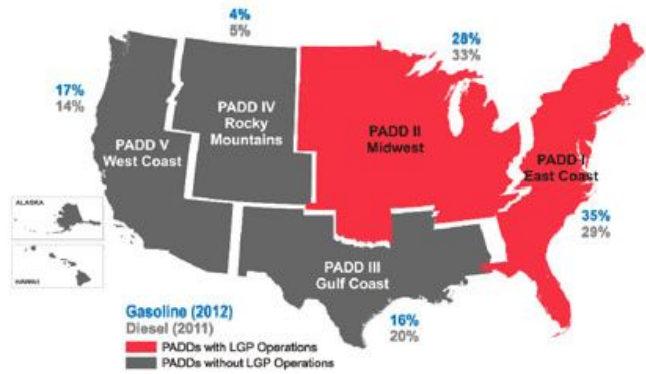 4%
5%
28%
33%
17%
14%
PADD IV
Rocky
Mountains
PADD V
West Coast
PADD II
Midwest
PADD I
East Coast
ALASKA
HAWAII
35%
29%
PADD III
Gulf Coast
Gasoline (2012)
Diesel (2011)
16%
20%
PADDs with LGP Operations
PADDs without LGP Operations